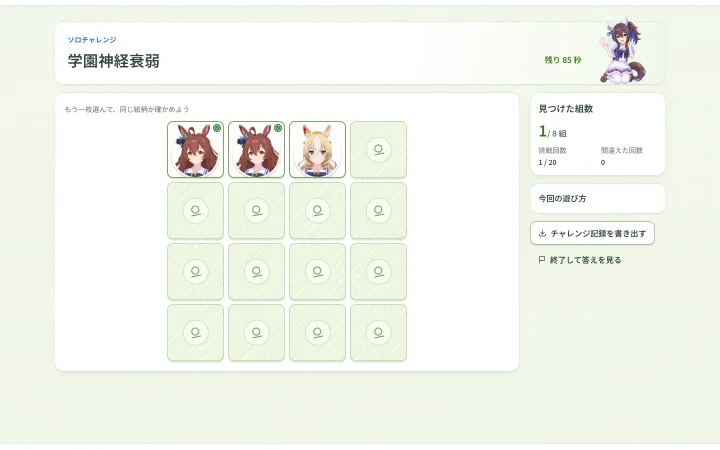 ソロチャレンジ
学園神経衰弱
残り 85 秒
もう一枚選んで、同じ絵柄か確かめよう
見つけた組数
1/ 8 組
挑戦回数
間違えた回数
1 / 20
0
今回の遊び方
チャレンジ記録を書き出す
終了して答えを見る